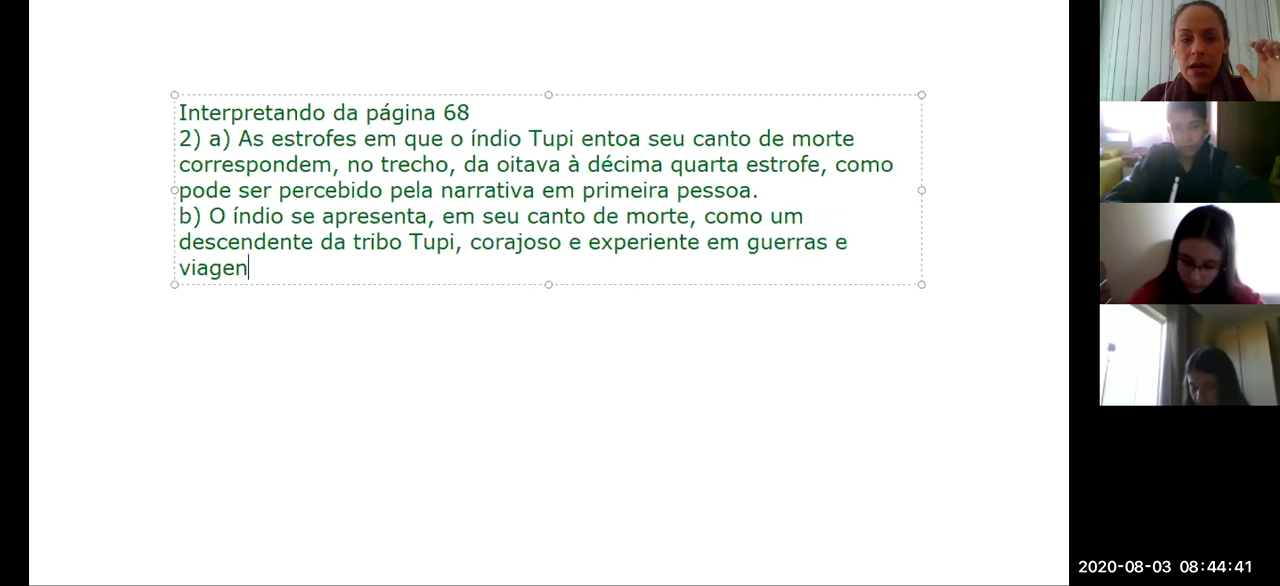 Interpretando da página 68
2) a) As estrofes em que o índio Tupi entoa seu canto de morte
correspondem, no trecho, da oitava à décima quarta estrofe, como
pode ser percebido pela narrativa em primeira pessoa.
b) O índio se apresenta, em seu canto de morte, como um
descendente da tribo Tupi, corajoso e experiente em guerras e
viagen
2020-08-03 08:44:41